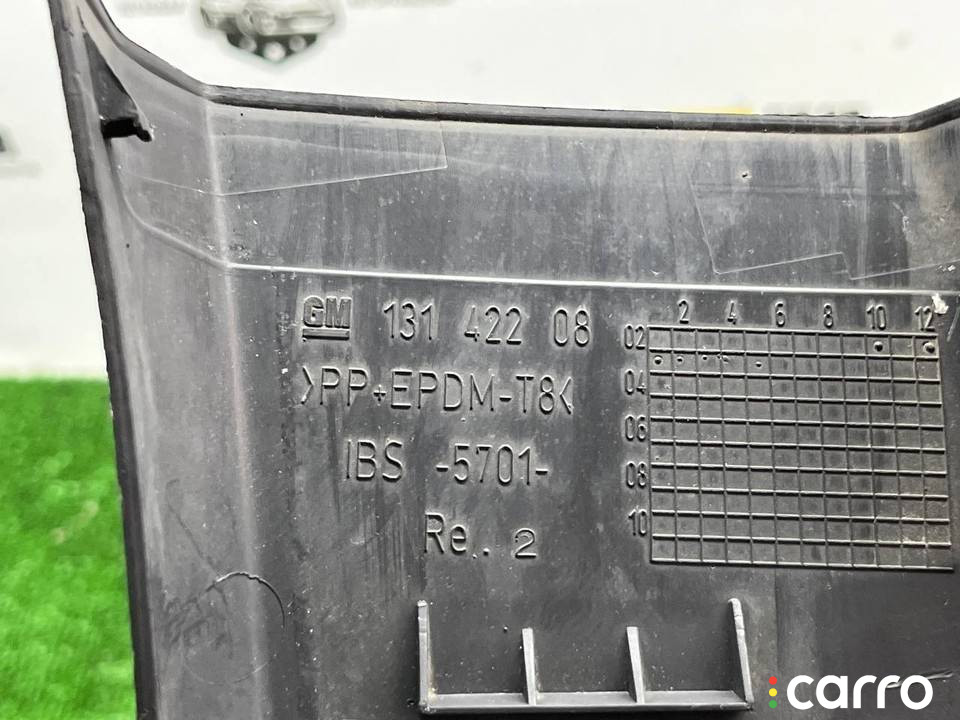 GM 131 422 08
>PP+EPDM-T8<
IBS -5701-
Re.. 2
2 4 6 8 10 12
02
04
06
08
10
carro